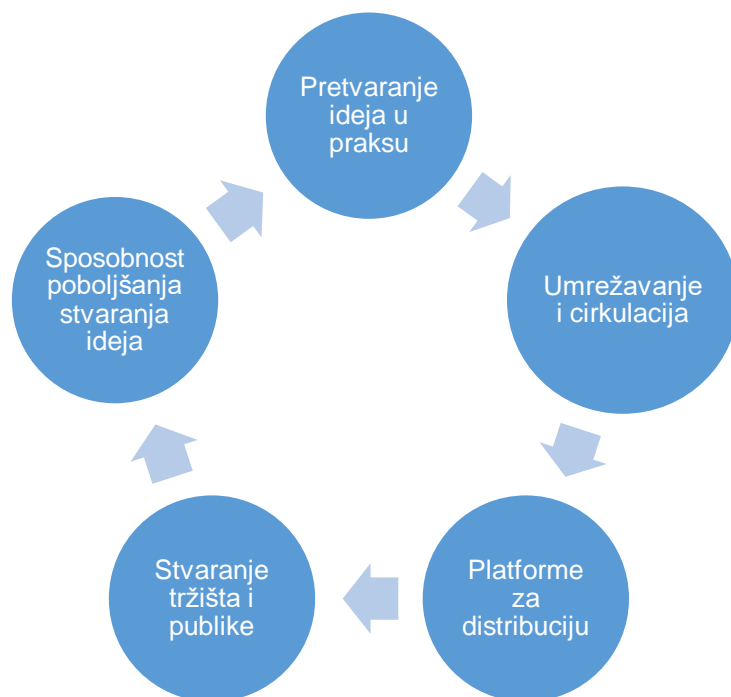 Pretvaranje
ideja u
praksu
Umrežavanje
i cirkulacija
Platforme
za
distribuciju
Stvaranje
tržišta i
publike
Sposobnost
poboljšanja
stvaranja
ideja